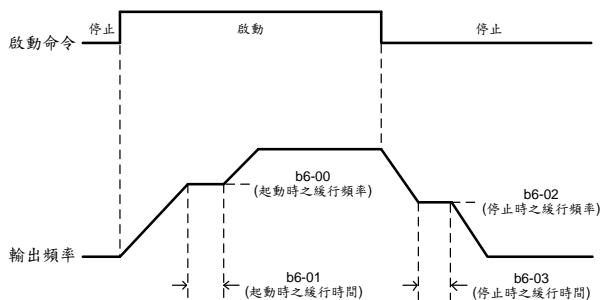 停止
啟動
停止
啟動命令
b6-00
(起動時之緩行頻率)
b6-02
(停止時之緩行頻率)
輸出頻率
b6-01
(起動時之緩行時間)
b6-03
(停止時之緩行時間)